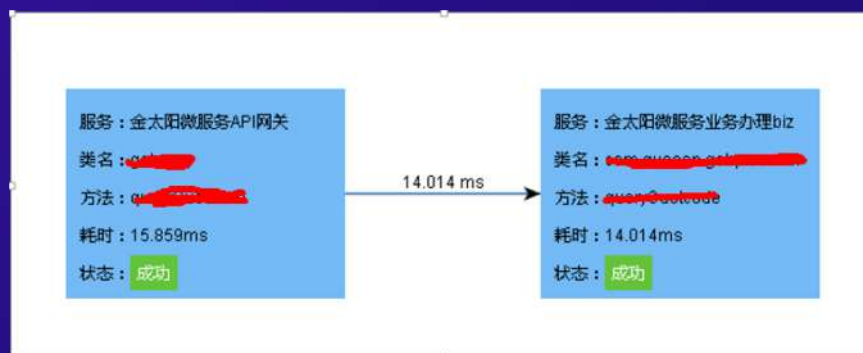 服务：金太阳微服务API网关
类名：
方法：
耗时：15.859ms
状态：成功
14.014 ms
服务：金太阳微服务业务办理biz
类名：
方法：
耗时：14.014ms
状态：成功